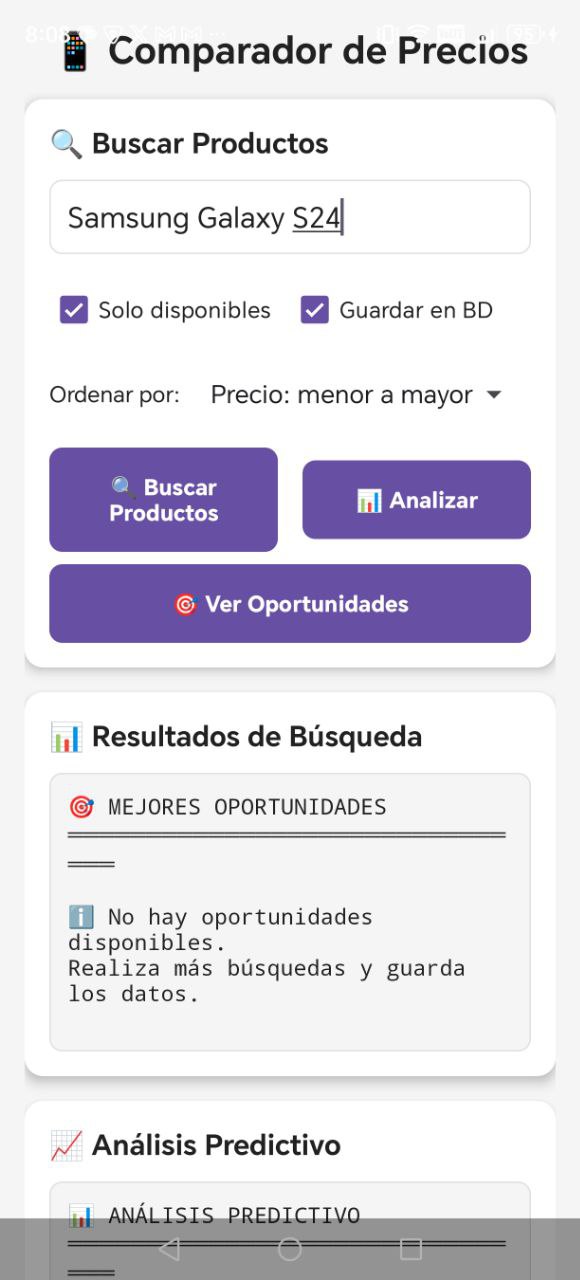 8:03
95
📱 Comparador de Precios
🔍 Buscar Productos
Samsung Galaxy S24
Solo disponibles
Guardar en BD
Ordenar por: Precio: menor a mayor
🔍 Buscar
Productos
📊 Analizar
🎯 Ver Oportunidades
📊 Resultados de Búsqueda
🎯 MEJORES OPORTUNIDADES
ℹ️ No hay oportunidades
disponibles.
Realiza más búsquedas y guarda
los datos.
📈 Análisis Predictivo
📊 ANÁLISIS PREDICTIVO